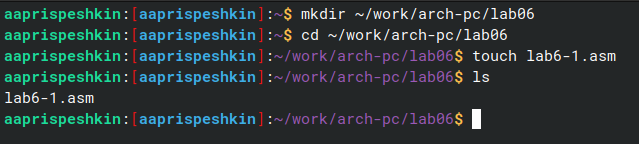 aaprispeshkin:[aaprispeshkin]:~$ mkdir ~/work/arch-pc/lab06
aaprispeshkin:[aaprispeshkin]:~$ cd ~/work/arch-pc/lab06
aaprispeshkin:[aaprispeshkin]:~/work/arch-pc/lab06$ touch lab6-1.asm
aaprispeshkin:[aaprispeshkin]:~/work/arch-pc/lab06$ ls
lab6-1.asm
aaprispeshkin:[aaprispeshkin]:~/work/arch-pc/lab06$